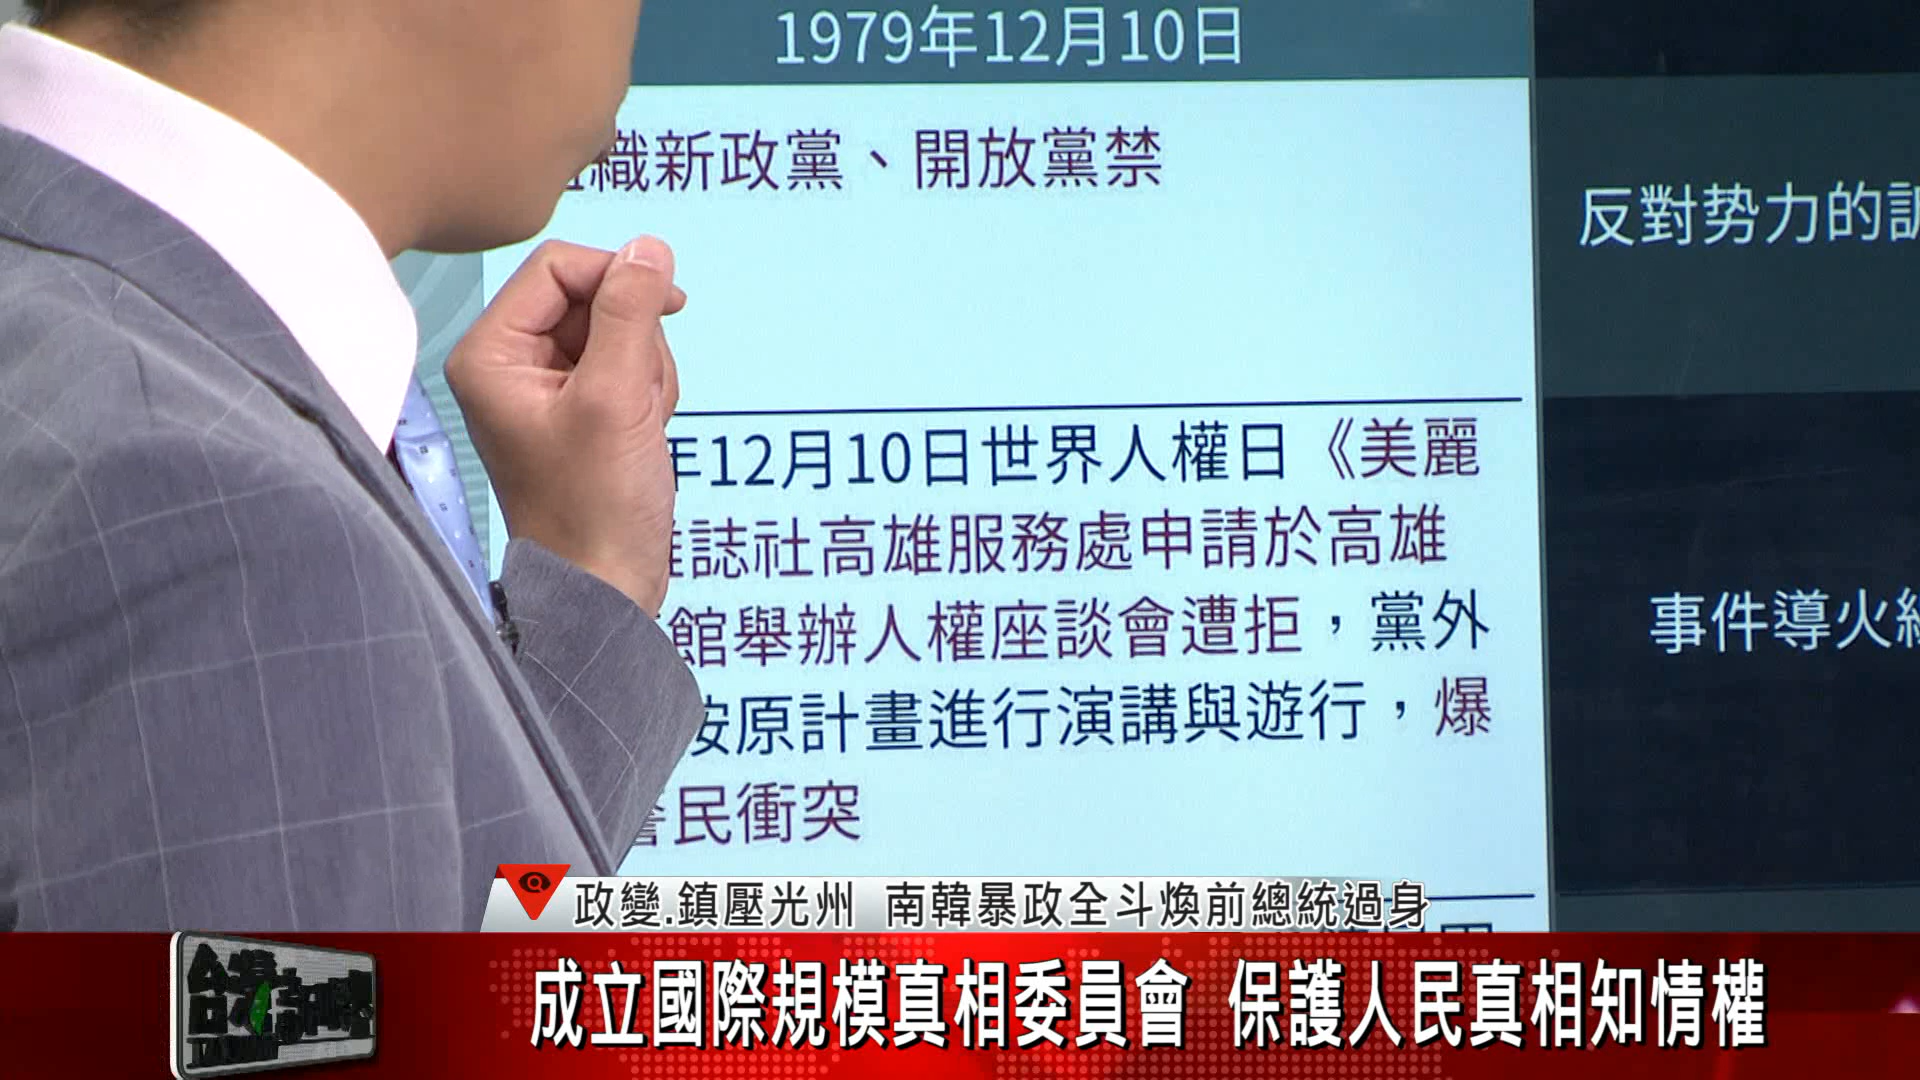 1979年12月10日
織新政黨、開放黨禁
反對势力的訴
年12月10日世界人權日《美麗
雜誌社高雄服務處申請於高雄
館舉辦人權座談會遭拒，黨外
按原計畫進行演講與遊行，爆
警民衝突
事件導火線
政變.鎮壓光州 南韓暴政全斗煥前總統過身
成立國際規模真相委員會 保護人民真相知情權
台灣
TAIWAN